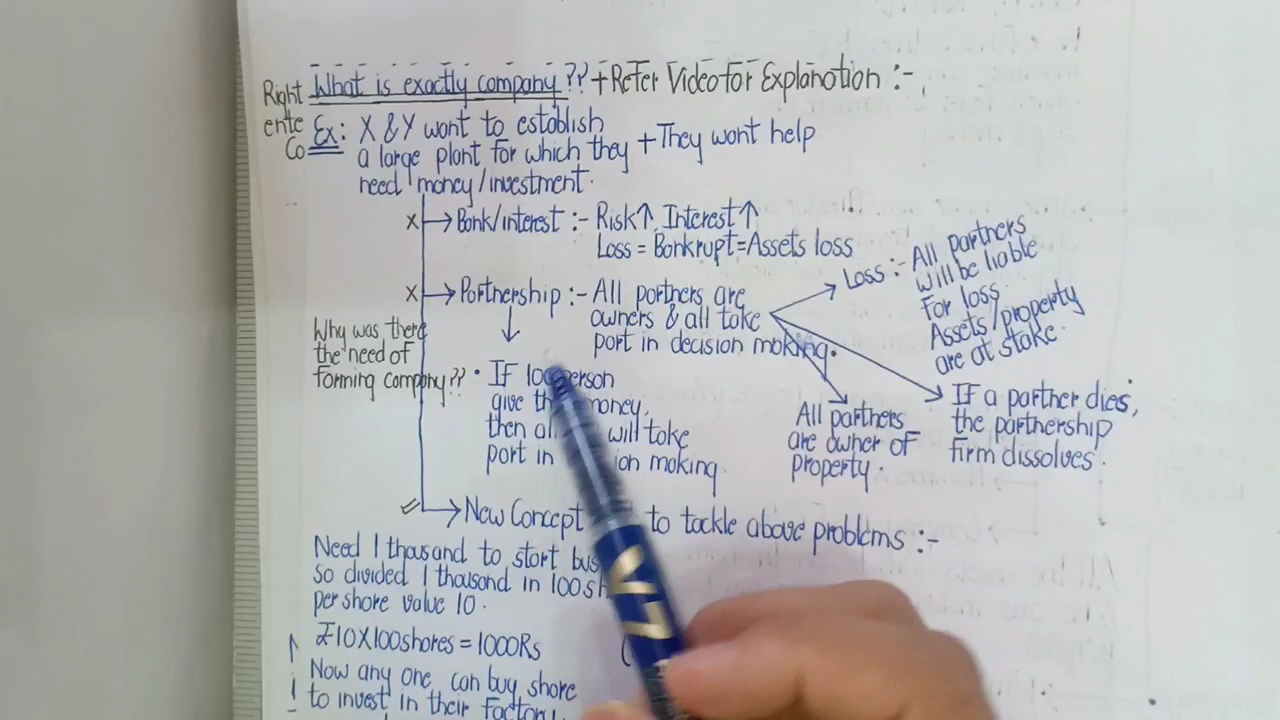 What is exactly company ?? + Refer Video for Explanation :-
Right
ente
Co
Ex: X & Y want to establish
a large plant for which they
need money/investment.
+ They want help
x → Bank/interest :- Risk↑ Interest↑
Loss = Bankrupt = Assets loss
x → Partnership :- All partners are
owners & all take
part in decision making.
Loss :- All partners
will be liable
for loss
Assets/property
are at stake.
If a partner dies,
the partnership
firm dissolves.
All partners
are owner of
property.
Why was there
the need of
forming company??
• If 100 person
give the money,
then all will take
part in ion making.
→ New Concept to tackle above problems :-
Need 1 thousand to start bus
so divided 1 thousand in 100 sh
per share value 10.
₹10X100shares = 1000Rs
Now any one can buy share
to invest in their factory.
V7